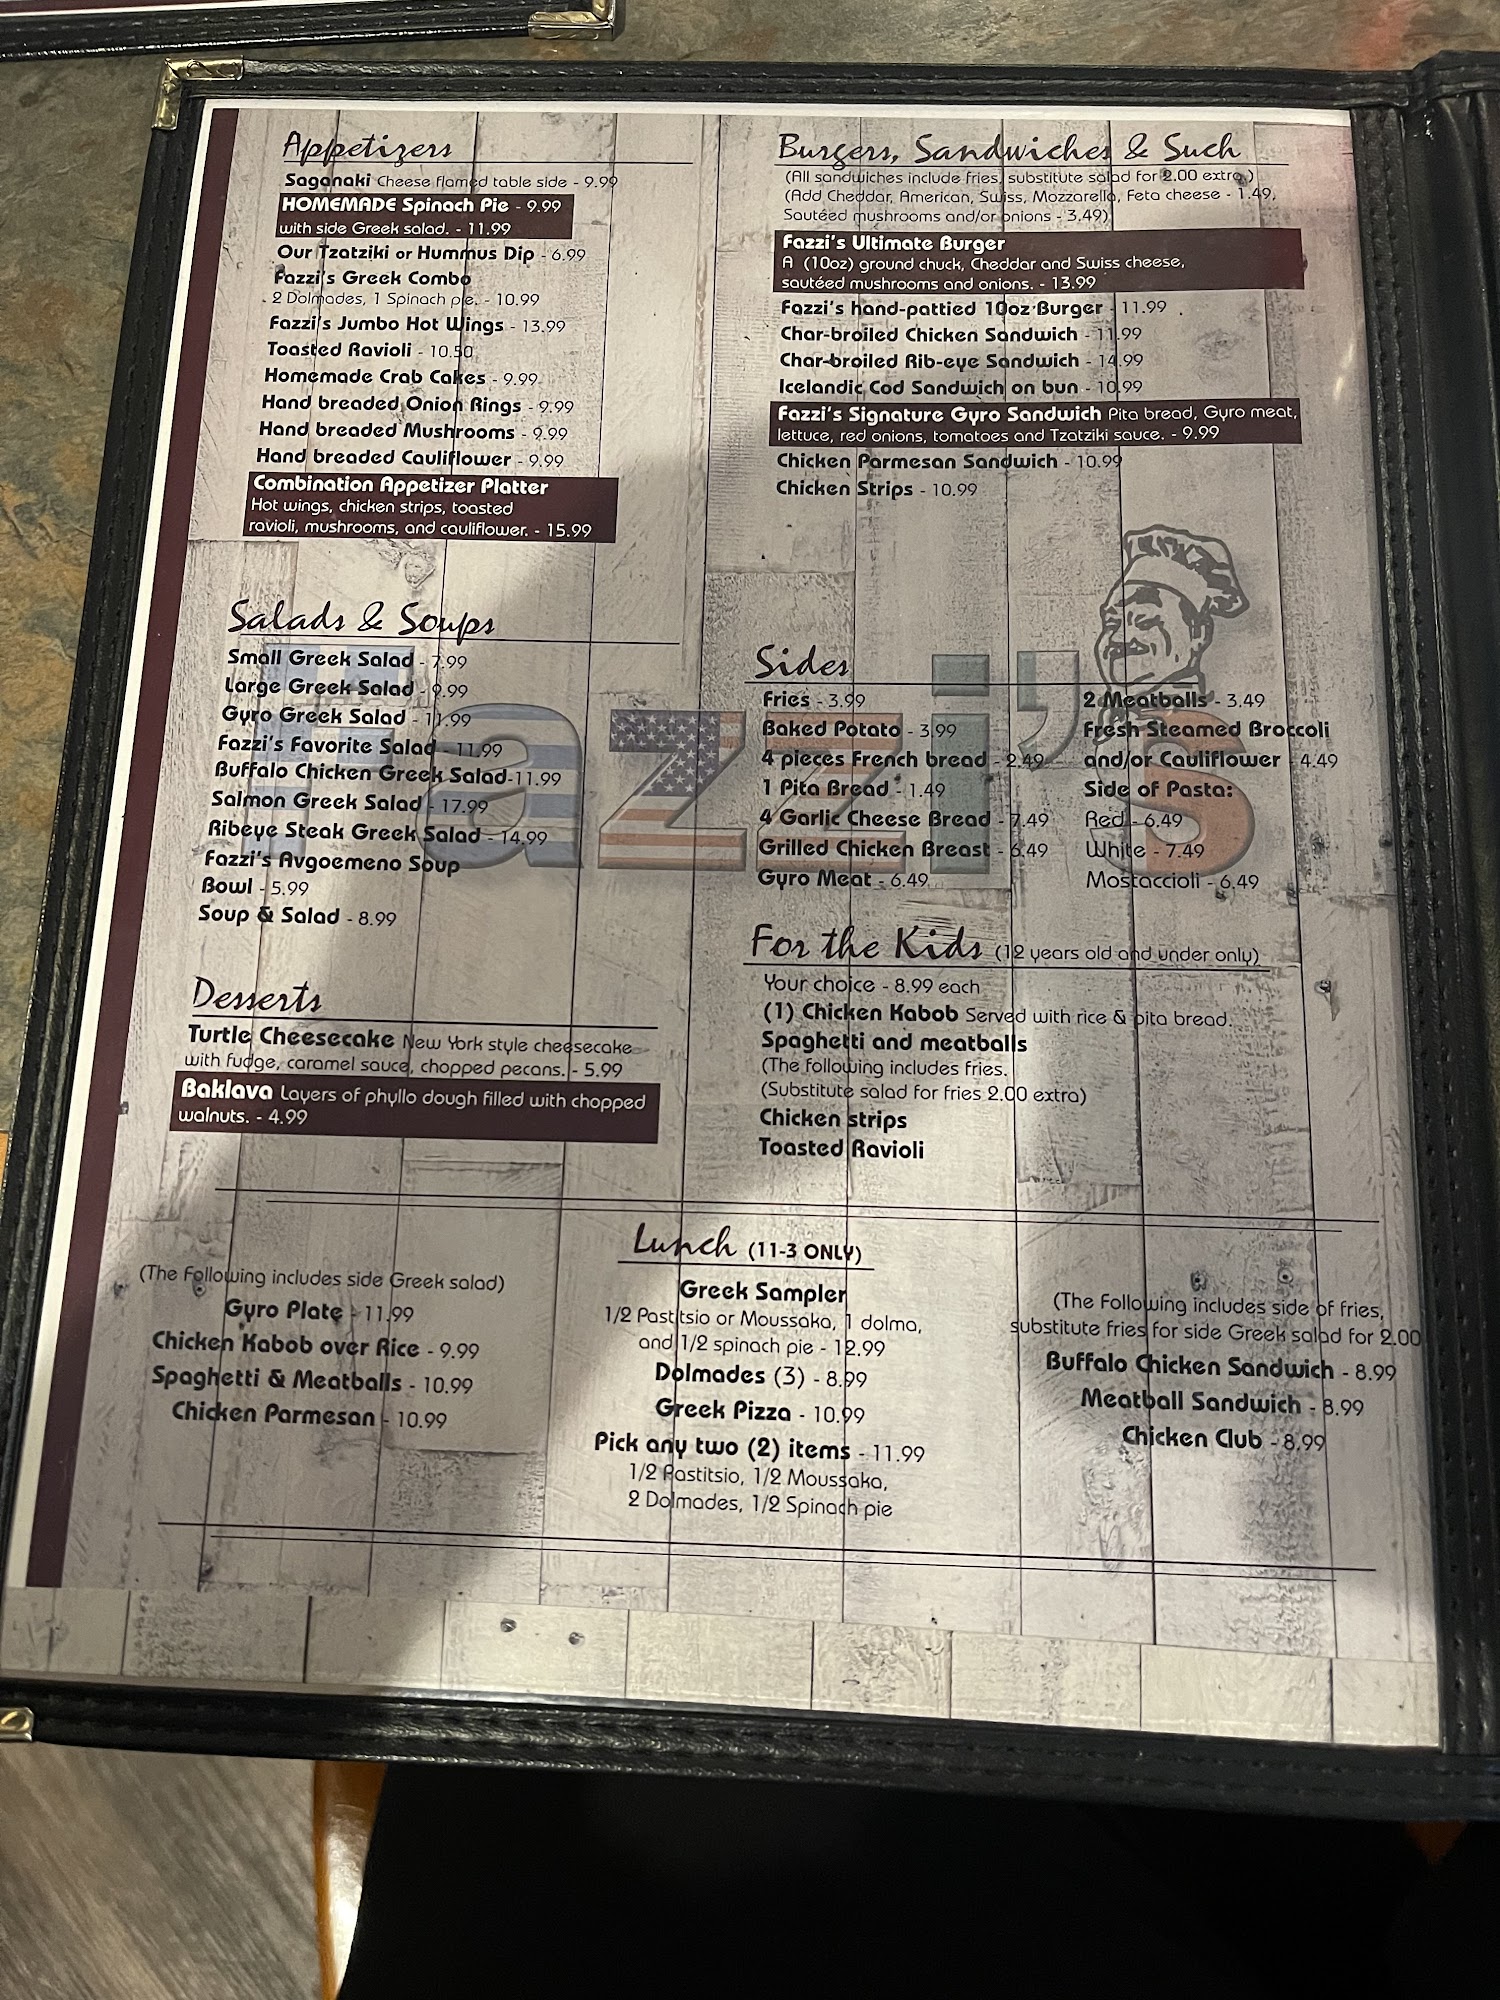 Appetizers
Saganaki Cheese flamed table side - 9.99
HOMEMADE Spinach Pie - 9.99
with side Greek salad. - 11.99
Our Tzatziki or Hummus Dip - 6.99
Fazzi's Greek Combo
2 Dolmades, 1 Spinach pie. - 10.99
Fazzi's Jumbo Hot Wings - 13.99
Toasted Ravioli - 10.50
Homemade Crab Cakes - 9.99
Hand breaded Onion Rings - 9.99
Hand breaded Mushrooms - 9.99
Hand breaded Cauliflower - 9.99
Combination Appetizer Platter
Hot wings, chicken strips, toasted
ravioli, mushrooms, and cauliflower. - 15.99
Salads & Soups
Small Greek Salad - 7.99
Large Greek Salad - 9.99
Gyro Greek Salad - 11.99
Fazzi's Favorite Salad - 11.99
Buffalo Chicken Greek Salad-11.99
Salmon Greek Salad - 17.99
Ribeye Steak Greek Salad - 14.99
Fazzi's Avgoemeno Soup
Bowl - 5.99
Soup & Salad - 8.99
Desserts
Turtle Cheesecake New York style cheesecake
with fudge, caramel sauce, chopped pecans. - 5.99
Baklava Layers of phyllo dough filled with chopped
walnuts. - 4.99
Burgers, Sandwiches & Such
(All sandwiches include fries, substitute salad for 2.00 extra.)
(Add Cheddar, American, Swiss, Mozzarella, Feta cheese - 1.49,
Sautéed mushrooms and/or onions - 3.49)
Fazzi's Ultimate Burger
A (10oz) ground chuck, Cheddar and Swiss cheese,
sautéed mushrooms and onions. - 13.99
Fazzi's hand-pattied 10oz Burger - 11.99
Char-broiled Chicken Sandwich - 11.99
Char-broiled Rib-eye Sandwich - 14.99
Icelandic Cod Sandwich on bun - 10.99
Fazzi's Signature Gyro Sandwich Pita bread, Gyro meat,
lettuce, red onions, tomatoes and Tzatziki sauce. - 9.99
Chicken Parmesan Sandwich - 10.99
Chicken Strips - 10.99
Fazzi's
Sides
Fries - 3.99
Baked Potato - 3.99
4 pieces French bread - 2.49
1 Pita Bread - 1.49
4 Garlic Cheese Bread - 7.49
Grilled Chicken Breast - 6.49
Gyro Meat - 6.49
2 Meatballs - 3.49
Fresh Steamed Broccoli
and/or Cauliflower - 4.49
Side of Pasta:
Red - 6.49
White - 7.49
Mostaccioli - 6.49
For the Kids (12 years old and under only)
Your choice - 8.99 each
(1) Chicken Kabob Served with rice & pita bread.
Spaghetti and meatballs
(The following includes fries.
(Substitute salad for fries 2.00 extra)
Chicken strips
Toasted Ravioli
Lunch (11-3 ONLY)
(The Following includes side Greek salad)
Gyro Plate - 11.99
Chicken Kabob over Rice - 9.99
Spaghetti & Meatballs - 10.99
Chicken Parmesan - 10.99
Greek Sampler
1/2 Pastitsio or Moussaka, 1 dolma,
and 1/2 spinach pie - 12.99
Dolmades (3) - 8.99
Greek Pizza - 10.99
Pick any two (2) items - 11.99
1/2 Pastitsio, 1/2 Moussaka,
2 Dolmades, 1/2 Spinach pie
(The Following includes side of fries,
substitute fries for side Greek salad for 2.00
Buffalo Chicken Sandwich - 8.99
Meatball Sandwich - 8.99
Chicken Club - 8.99